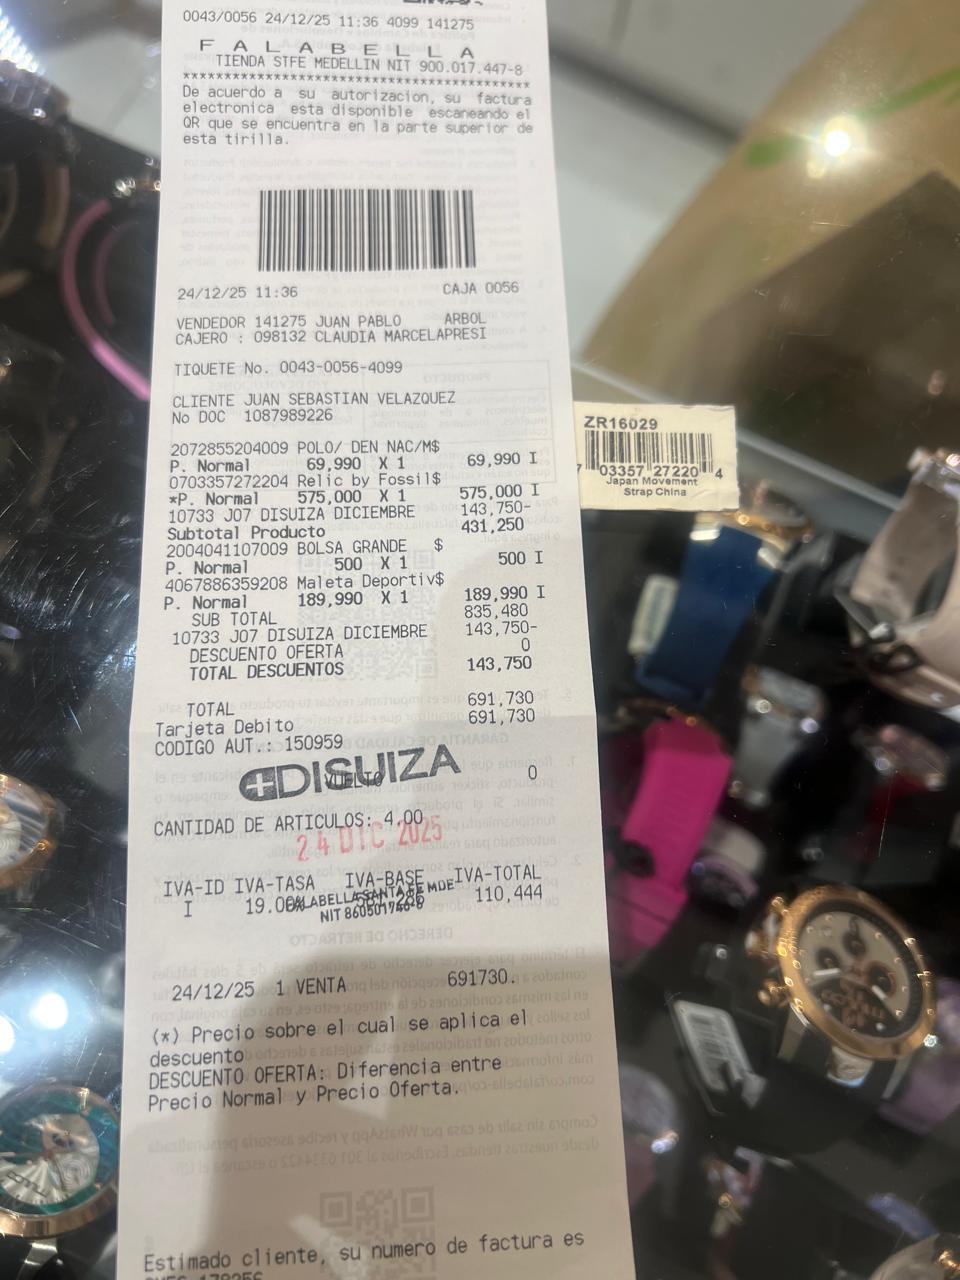 0043/0056 24/12/25 11:36 4099 141275
F A L A B E L L A
TIENDA STFE MEDELLIN NIT 900.017.447-8
******************************************
De acuerdo a su autorizacion, su factura
electronica esta disponible escaneando el
QR que se encuentra en la parte superior de
esta tirilla.
24/12/25 11:36 CAJA 0056
VENDEDOR 141275 JUAN PABLO ARBOL
CAJERO : 098132 CLAUDIA MARCELAPRESI
TIQUETE No. 0043-0056-4099
CLIENTE JUAN SEBASTIAN VELAZQUEZ
No DOC 1087989226
2072855204009 POLO/ DEN NAC/M$
P. Normal 69,990 X 1 69,990 I
0703357272204 Relic by Fossil$
*P. Normal 575,000 X 1 575,000 I
10733 J07 DISUIZA DICIEMBRE 143,750-
Subtotal Producto 431,250
2004041107009 BOLSA GRANDE $
P. Normal 500 X 1 500 I
4067886359208 Maleta Deportiv$
P. Normal 189,990 X 1 189,990 I
SUB TOTAL 835,480
10733 J07 DISUIZA DICIEMBRE 143,750-
DESCUENTO OFERTA 0
TOTAL DESCUENTOS 143,750
TOTAL 691,730
Tarjeta Debito 691,730
CODIGO AUT.: 150959
DISUIZA
VUELTO 0
CANTIDAD DE ARTICULOS: 4.00
24 DIC 2025
IVA-ID IVA-TASA IVA-BASE IVA-TOTAL
I 19.00% 110,444
FALABELLA SANTA FE MDE
24/12/25 1 VENTA 691730.
(*) Precio sobre el cual se aplica el
descuento
DESCUENTO OFERTA: Diferencia entre
Precio Normal y Precio Oferta.
Estimado cliente, su numero de factura es
ZR16029
7 03357 27220 4
Japan Movement
Strap China